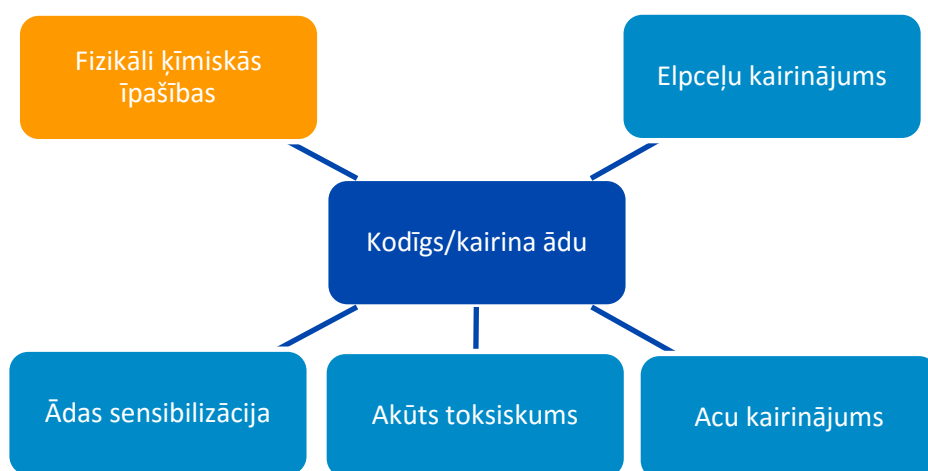 Fizikāli ķīmiskās
īpašības
Elpceļu kairinājums
Kodīgs/kairina ādu
Ādas sensibilizācija
Akūts toksiskums
Acu kairinājums